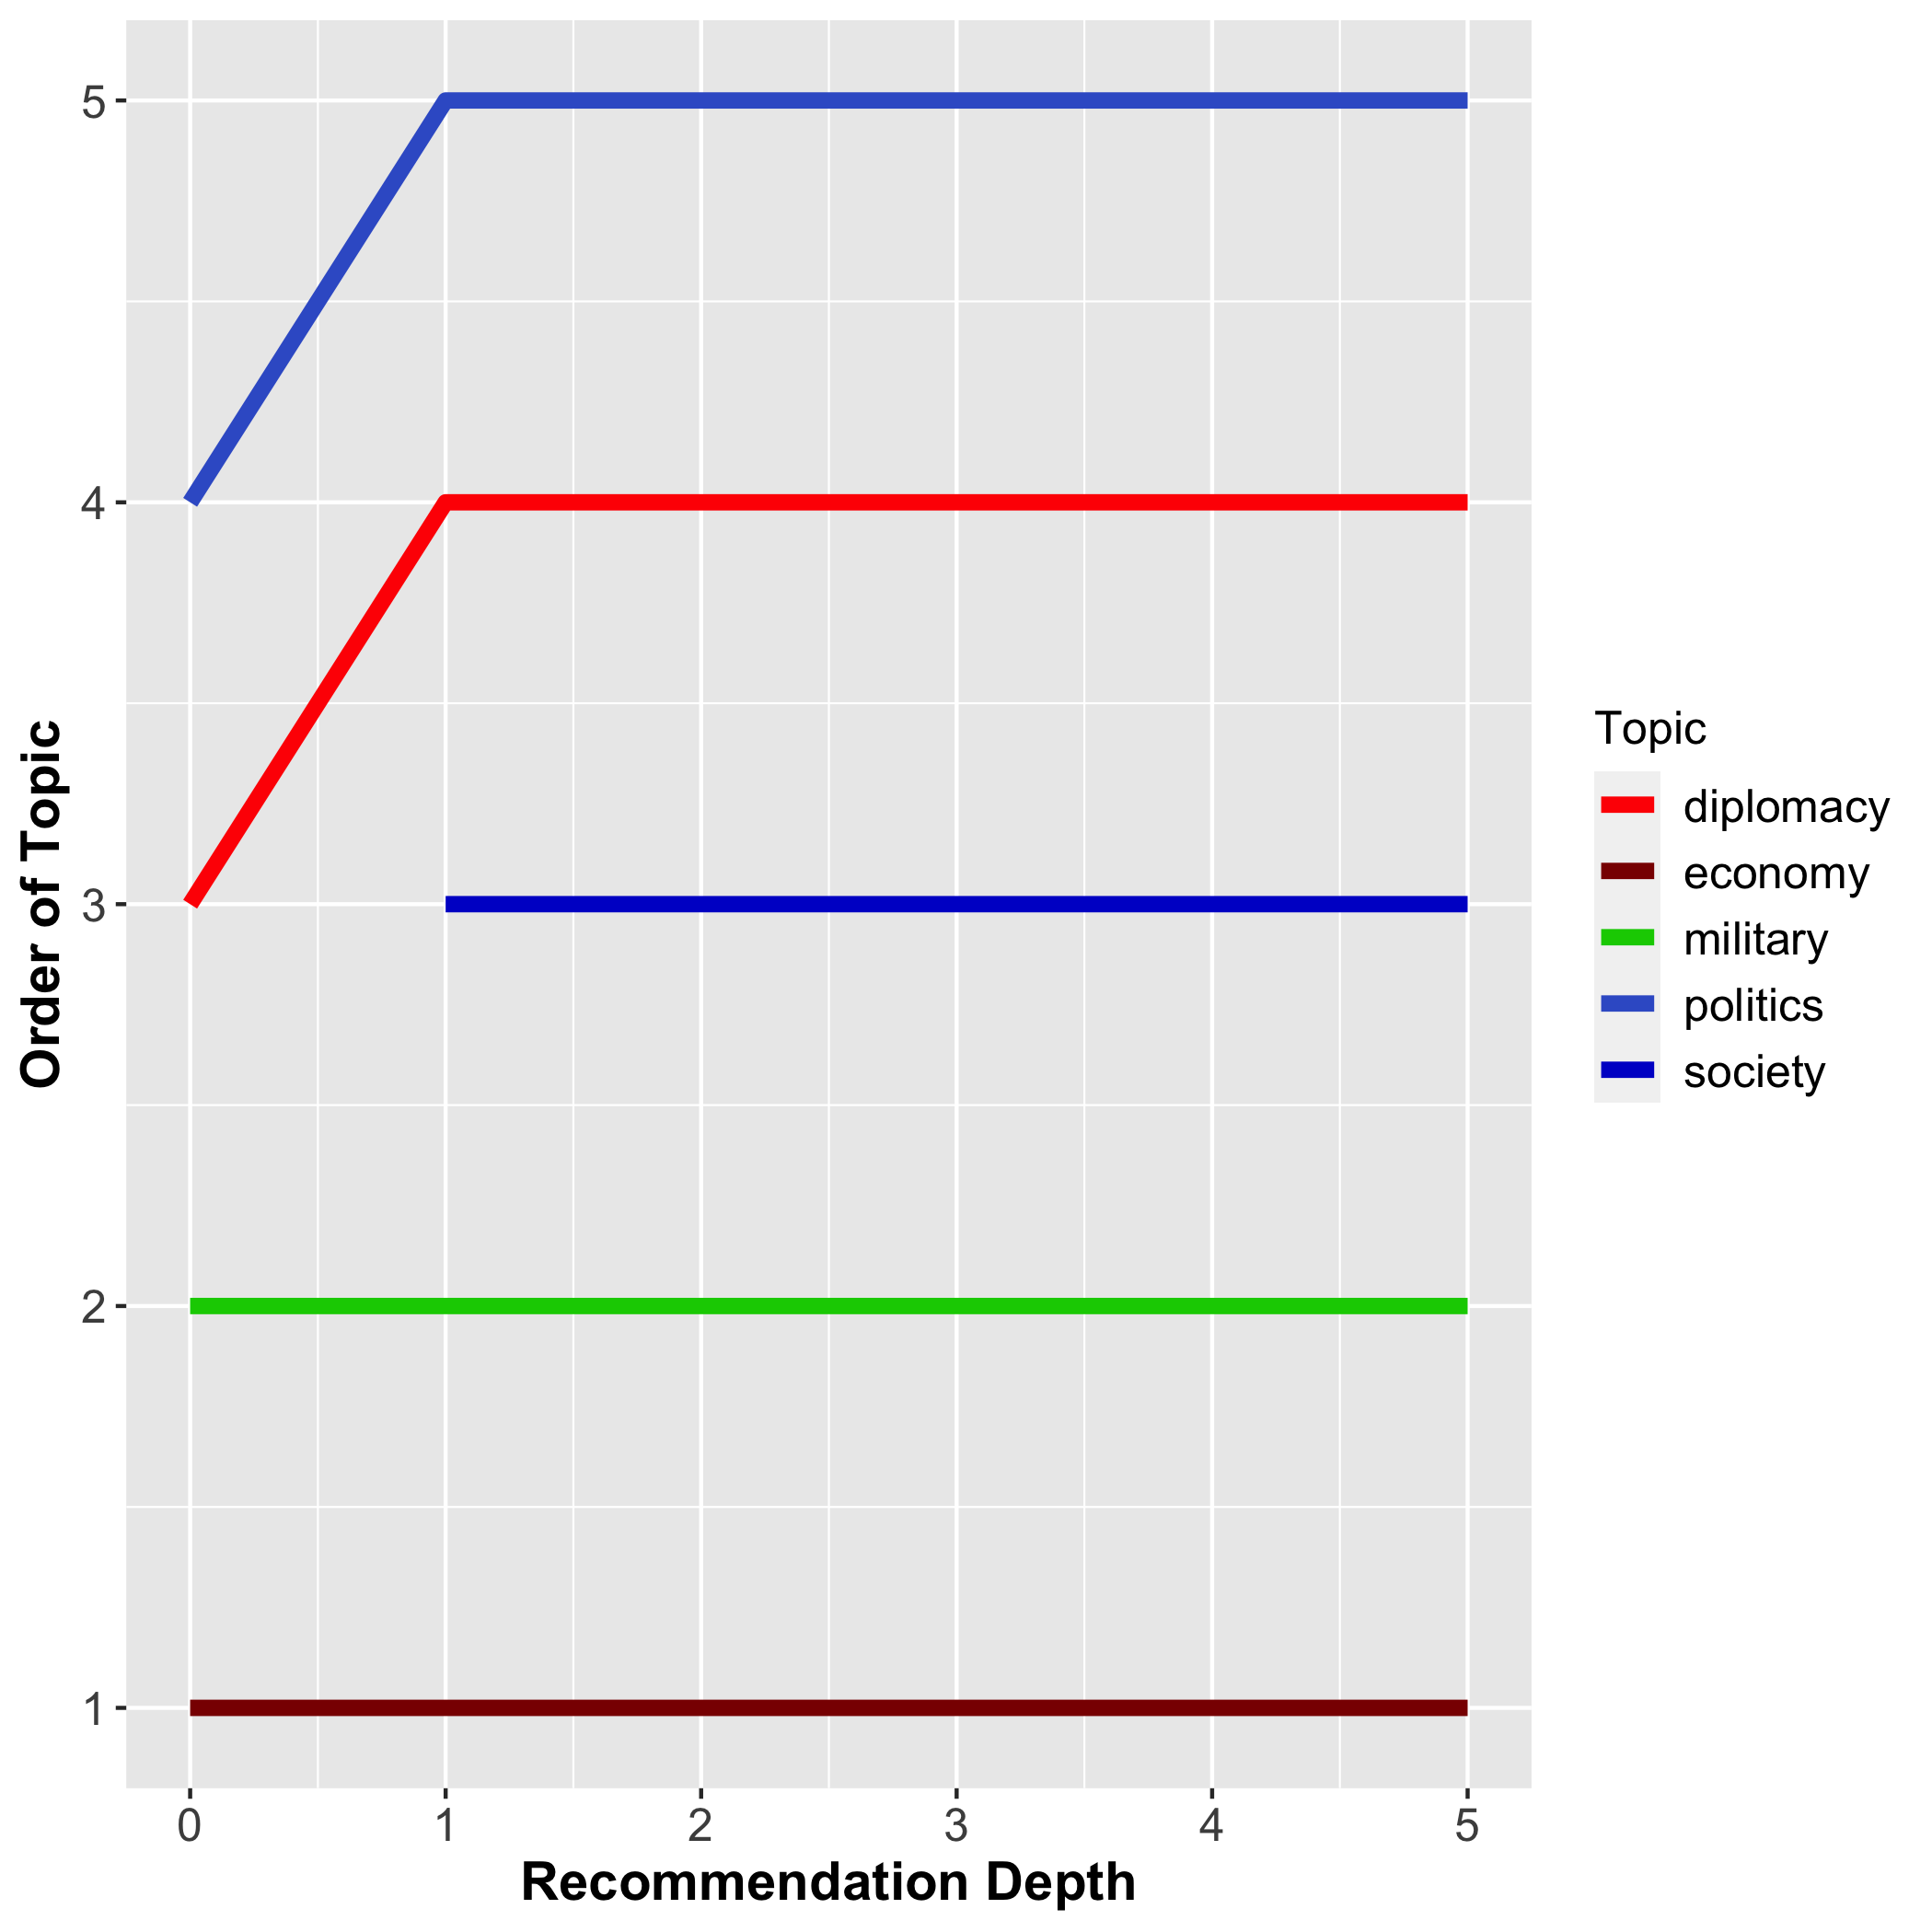 5
4
3
2
1
Order of Topic
0 1 2 3 4 5
Recommendation Depth
Topic
diplomacy
economy
military
politics
society